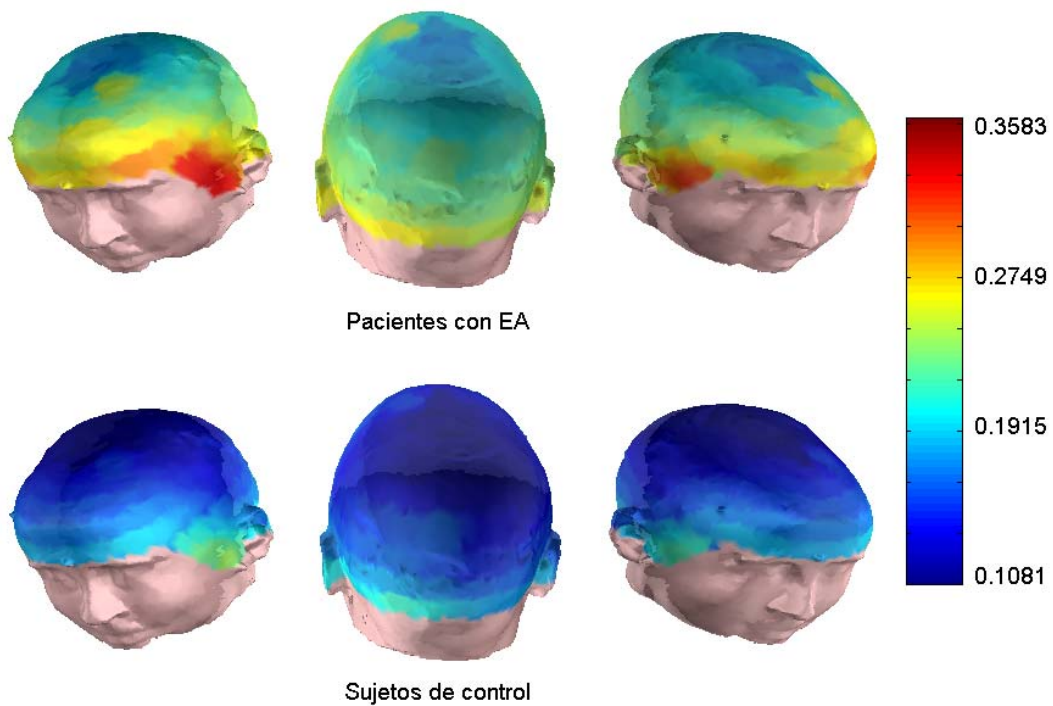 0.3583
0.2749
Pacientes con EA
0.1915
0.1081
Sujetos de control